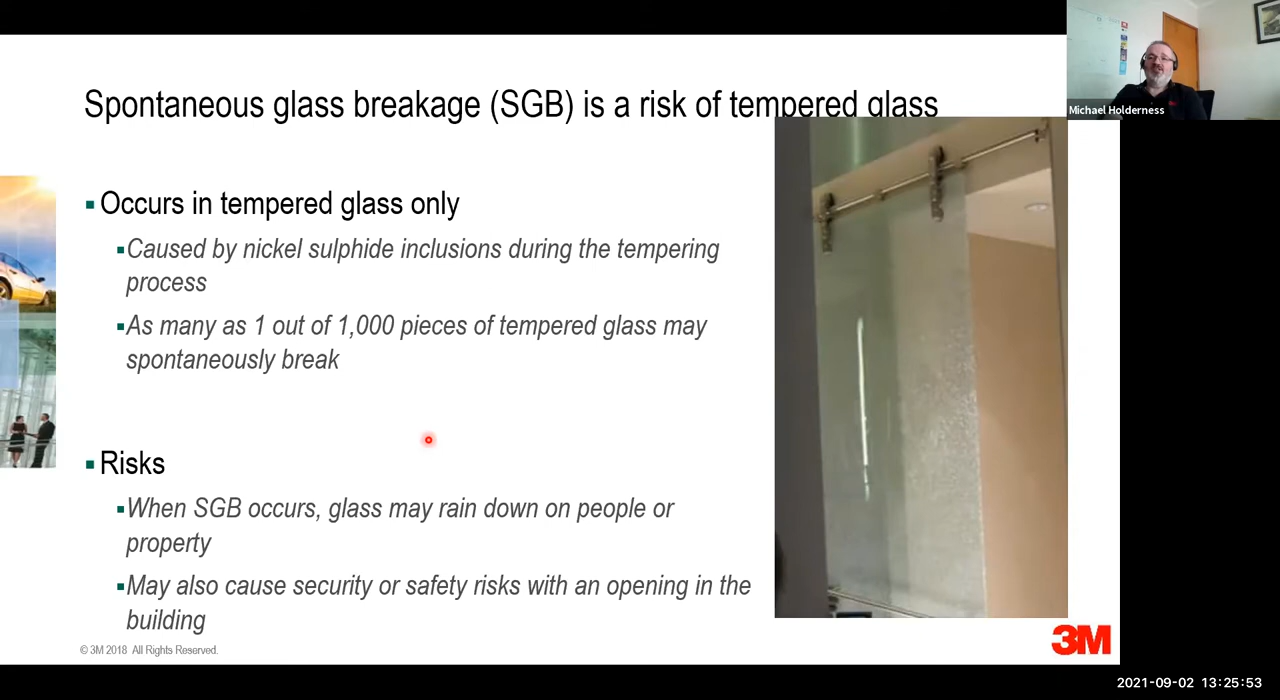 Spontaneous glass breakage (SGB) is a risk of tempered glass
Michael Holderness
▪Occurs in tempered glass only
▪Caused by nickel sulphide inclusions during the tempering
process
▪As many as 1 out of 1,000 pieces of tempered glass may
spontaneously break
▪Risks
▪When SGB occurs, glass may rain down on people or
property
▪May also cause security or safety risks with an opening in the
building
© 3M 2018 All Rights Reserved.
3M
2021-09-02 13:25:53